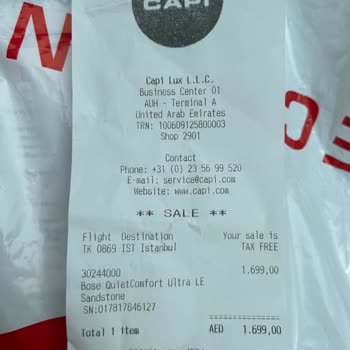 CAPI
Capi Lux L.L.C.
Business Center 01
AUH - Terminal A
United Arab Emirates
TRN: 100609125800003
Shop 2901
Contact
Phone: +31 (0) 23 56 99 520
E-mail: service@capi.com
Website: www.capi.com
** SALE **
Flight Destination Your sale is
TK 0869 IST Istanbul TAX FREE
30244000 1.699,00
Bose QuietComfort Ultra LE
Sandstone
SN:017817846127
==============
Total 1 item AED 1.699,00